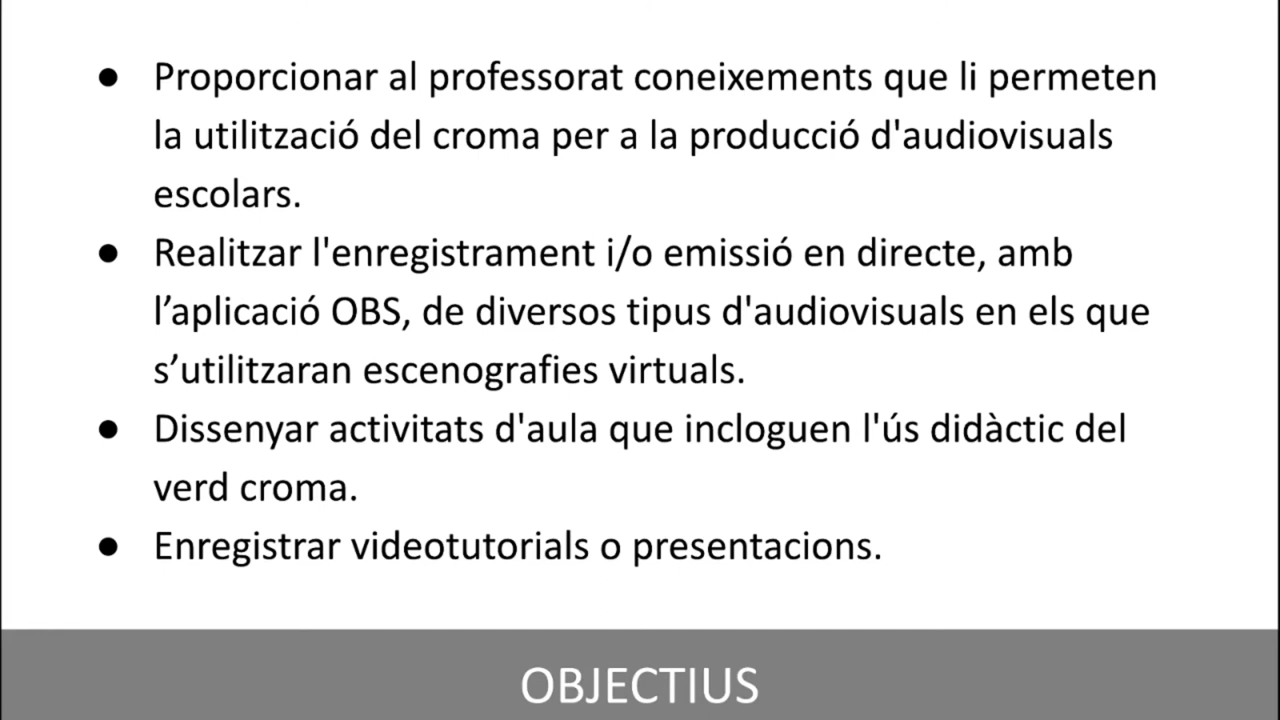 ● Proporcionar al professorat coneixements que li permeten
la utilització del croma per a la producció d'audiovisuals
escolars.
● Realitzar l'enregistrament i/o emissió en directe, amb
l’aplicació OBS, de diversos tipus d'audiovisuals en els que
s’utilitzaran escenografies virtuals.
● Dissenyar activitats d'aula que incloguen l'ús didàctic del
verd croma.
● Enregistrar videotutorials o presentacions.
OBJECTIUS